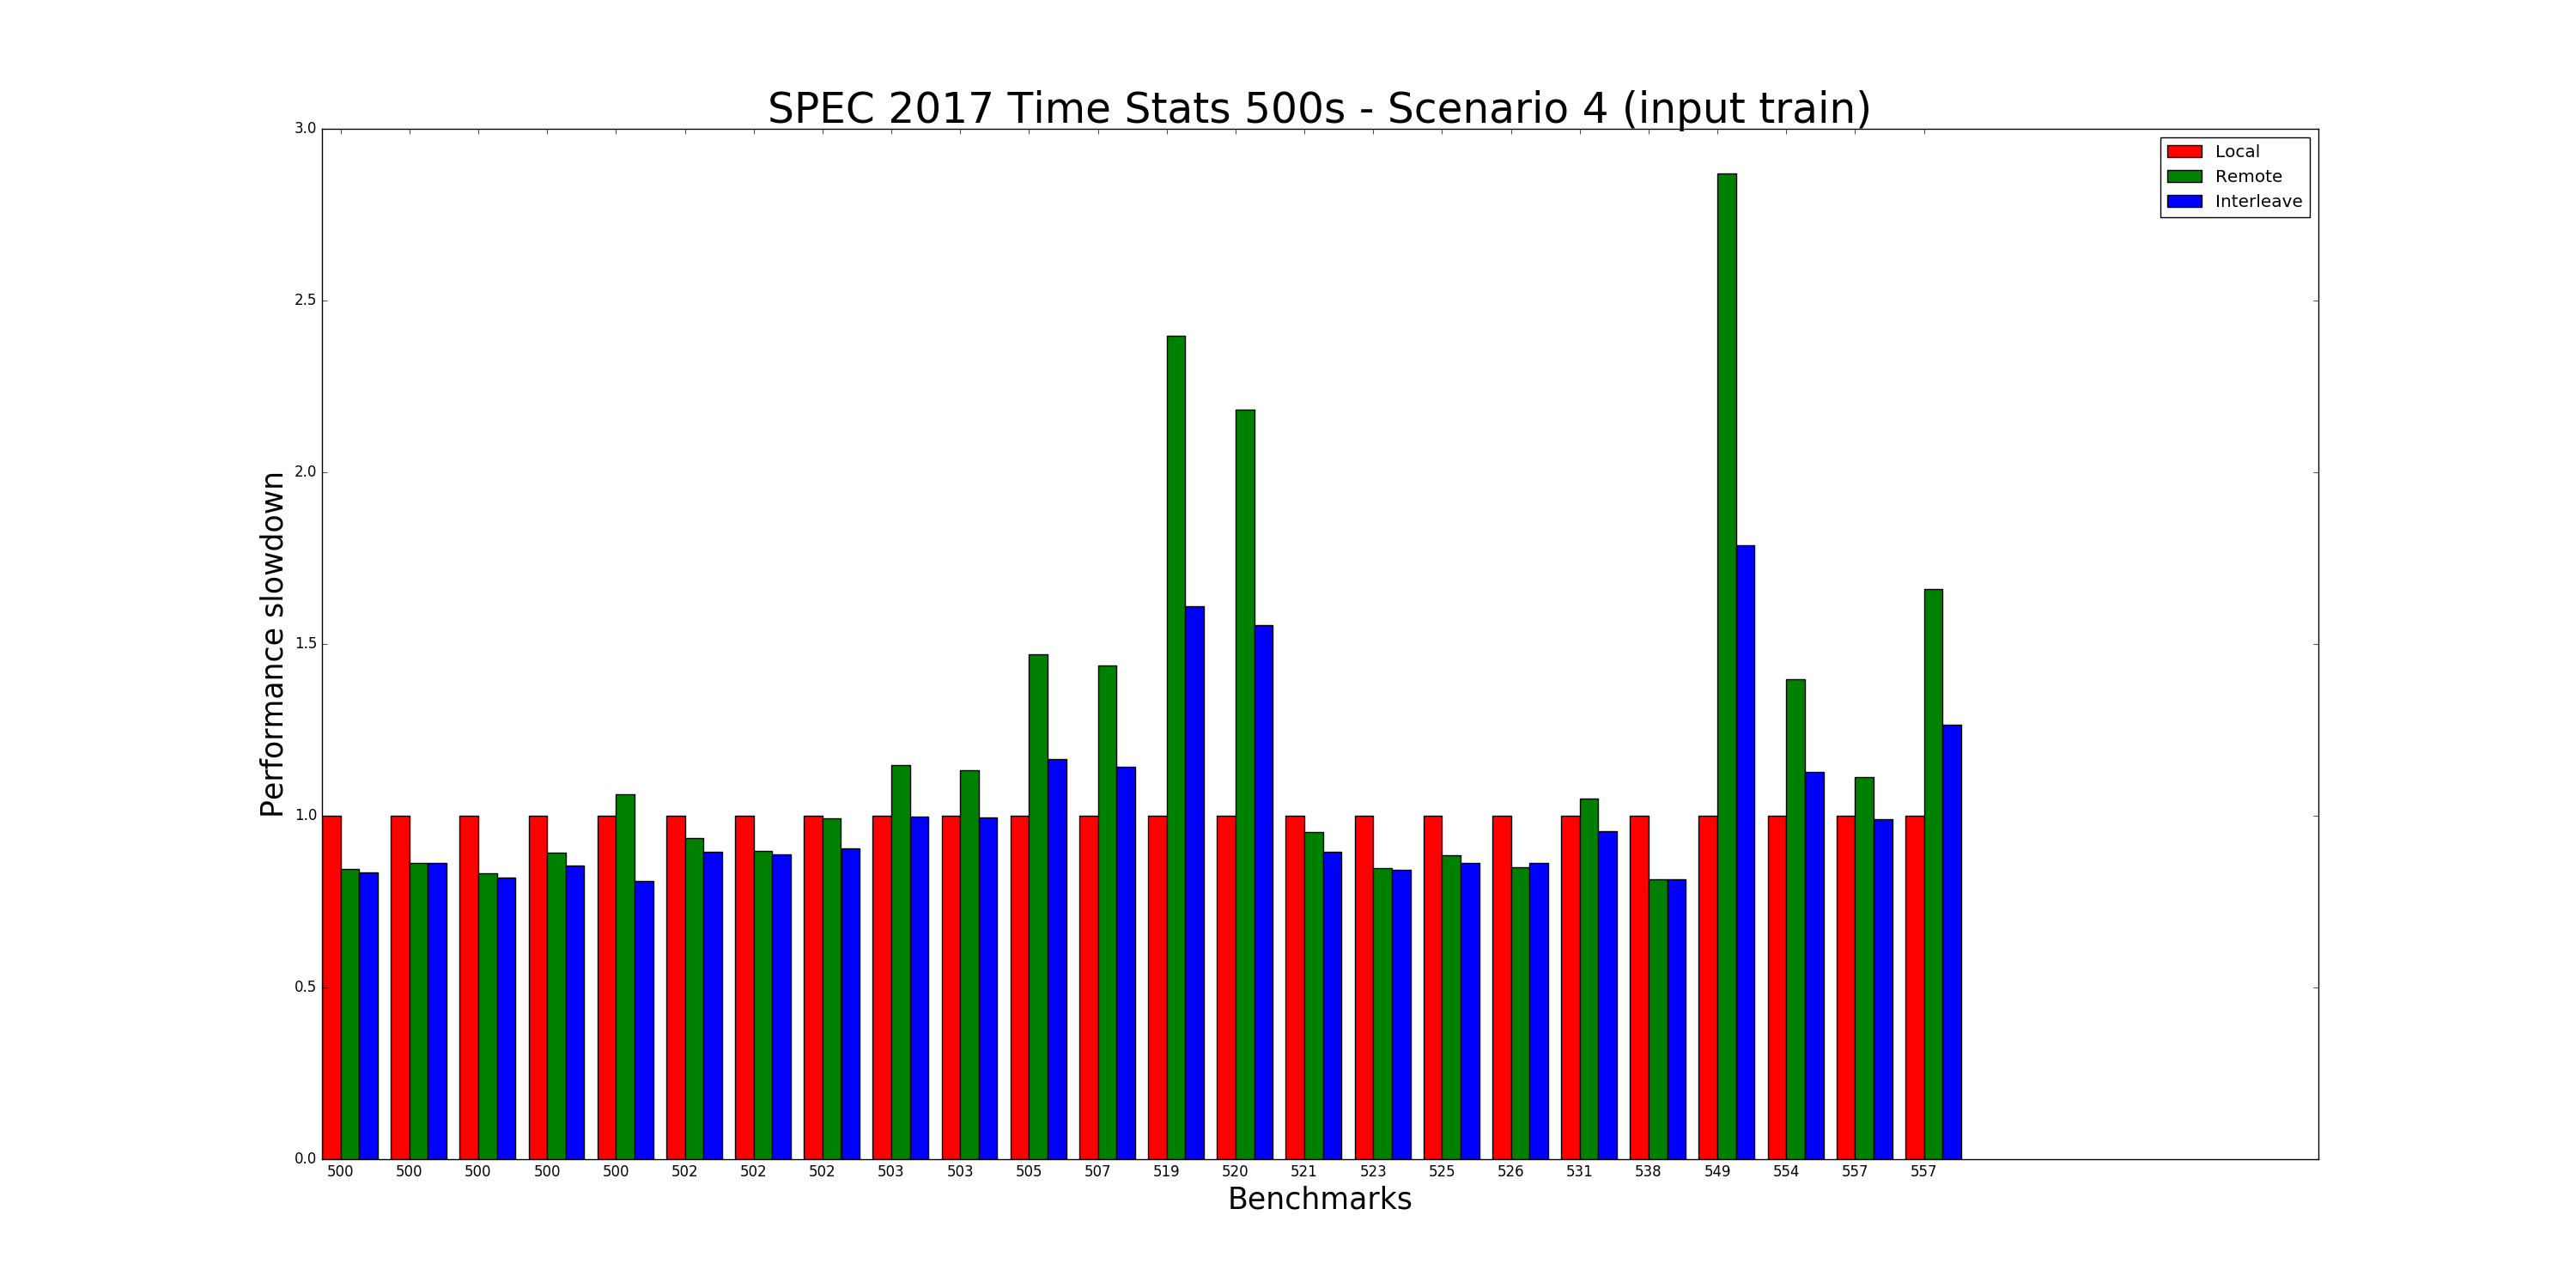 SPEC 2017 Time Stats 500s - Scenario 4 (input train)
Local
Remote
Interleave
Performance slowdown
3.0
2.5
2.0
1.5
1.0
0.5
0.0
500 500 500 500 500 502 502 502 503 503 505 507 519 520 521 523 525 526 531 538 549 554 557 557
Benchmarks